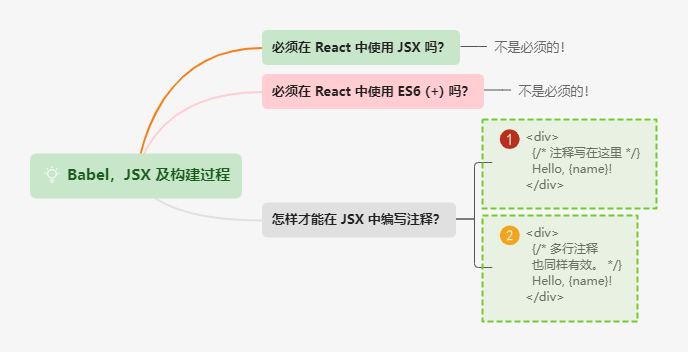 Babel，JSX 及构建过程
必须在 React 中使用 JSX 吗？
不是必须的！
必须在 React 中使用 ES6 (+) 吗？
不是必须的！
怎样才能在 JSX 中编写注释？
1
<div>
{/* 注释写在这里 */}
Hello, {name}!
</div>
2
<div>
{/* 多行注释
也同样有效。 */}
Hello, {name}!
</div>